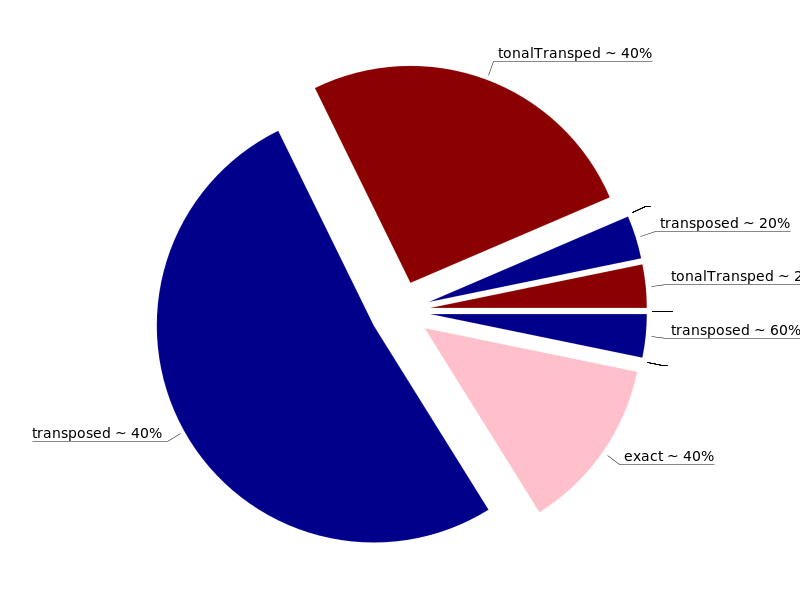 tonalTransped ~ 40%
transposed ~ 20%
tonalTransped ~ 2
transposed ~ 60%
transposed ~ 40%
exact ~ 40%